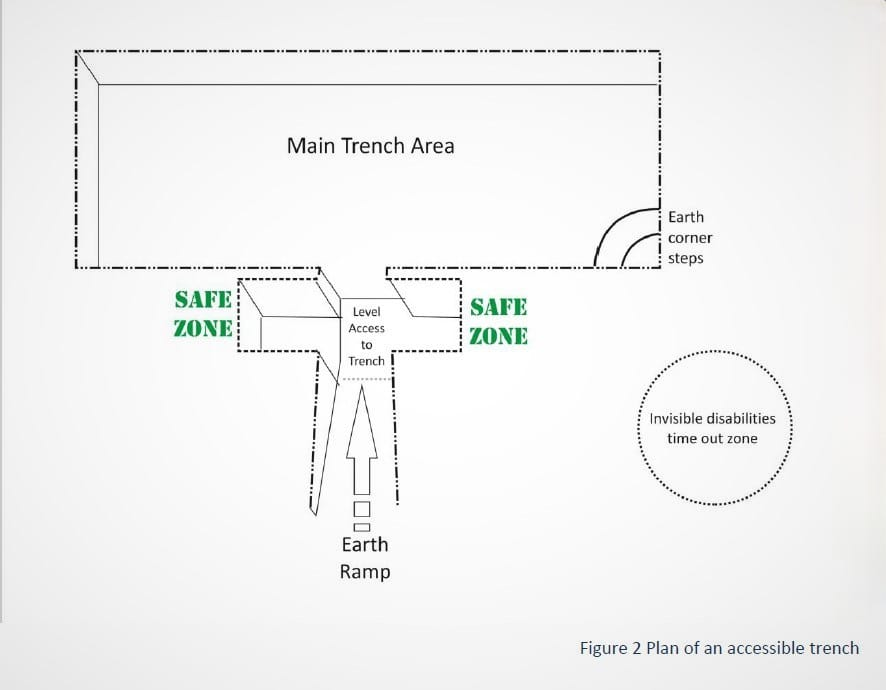 Main Trench Area
Earth
corner
steps
SAFE
ZONE
Level
Access
to
Trench
SAFE
ZONE
Invisible disabilities
time out zone
Earth
Ramp
Figure 2 Plan of an accessible trench